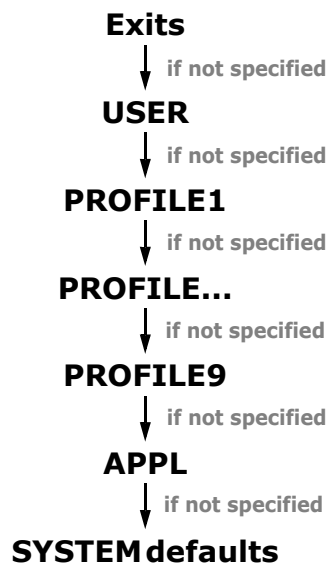 Exits
if not specified
USER
if not specified
PROFILE1
if not specified
PROFILE...
if not specified
PROFILE9
if not specified
APPL
if not specified
SYSTEM defaults